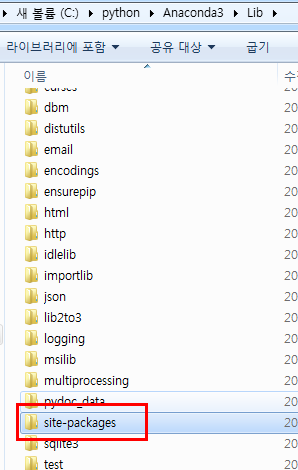 새 볼륨 (C:) ▸ python ▸ Anaconda3 ▸ Lib ▸
라이브러리에 포함 ▾ 공유 대상 ▾ 굽기
이름 수
curses 20
dbm 20
distutils 20
email 20
encodings 20
ensurepip 20
html 20
http 20
idlelib 20
importlib 20
json 20
lib2to3 20
logging 20
msilib 20
multiprocessing 20
pydoc_data 20
site-packages 20
sqlite3 20
test 20